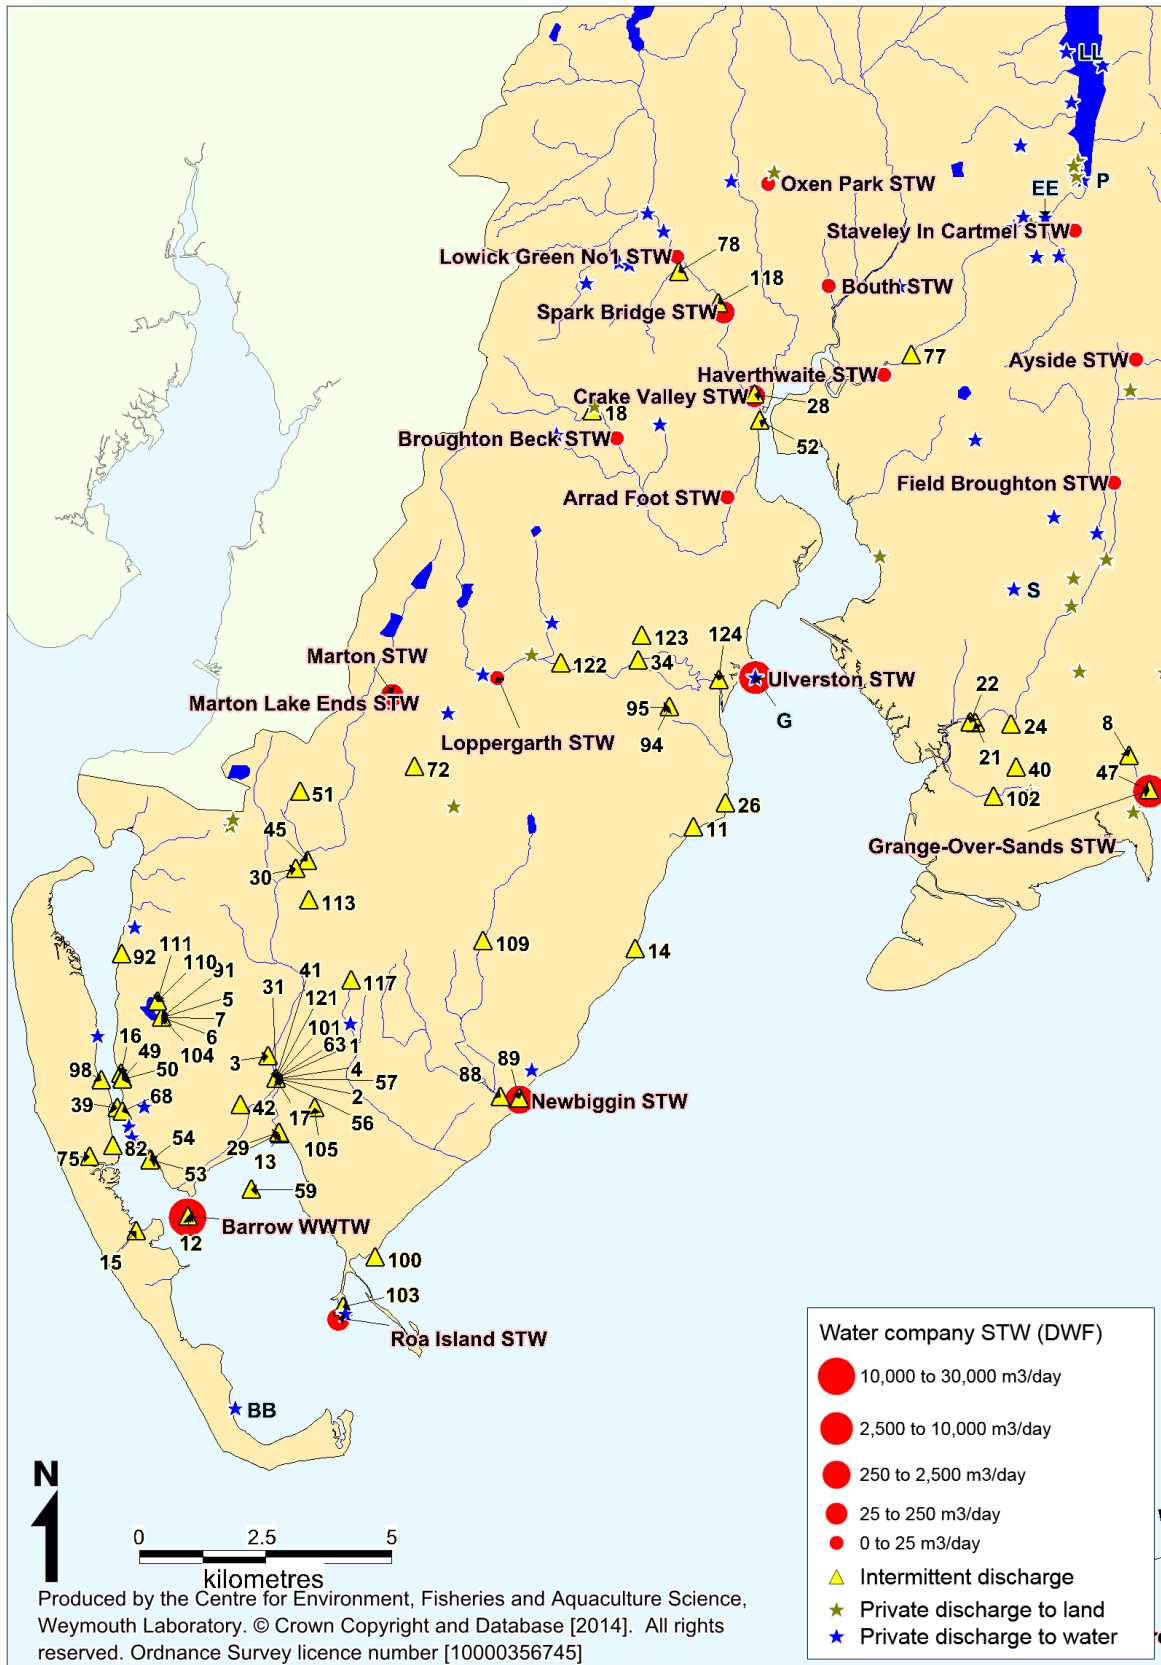 LL
Oxen Park STW
P
EE
Staveley In Cartmel STW
78
Lowick Green No1 STW
118
Bouth STW
Spark Bridge STW
77
Ayside STW
Haverthwaite STW
Crake Valley STW
28
18
52
Broughton Beck STW
Field Broughton STW
Arrad Foot STW
S
123
124
Marton STW
122
34
Ulverston STW
22
Marton Lake Ends STW
95
G
24
8
Loppergarth STW
94
21
72
40
47
51
102
26
45
11
Grange-Over-Sands STW
30
113
111
109
14
92
110
41
91
31
117
5
121
7
101
16
6
63
1
49
104
3
4
89
98
50
57
88
2
39
68
42
17
56
Newbiggin STW
54
29
105
75
82
13
53
59
Barrow WWTW
12
15
100
103
Roa Island STW
BB
N
0 2.5 5
kilometres
Produced by the Centre for Environment, Fisheries and Aquaculture Science,
Weymouth Laboratory. © Crown Copyright and Database [2014]. All rights
reserved. Ordnance Survey licence number [10000356745]
Water company STW (DWF)
10,000 to 30,000 m3/day
2,500 to 10,000 m3/day
250 to 2,500 m3/day
25 to 250 m3/day
0 to 25 m3/day
Intermittent discharge
Private discharge to land
Private discharge to water